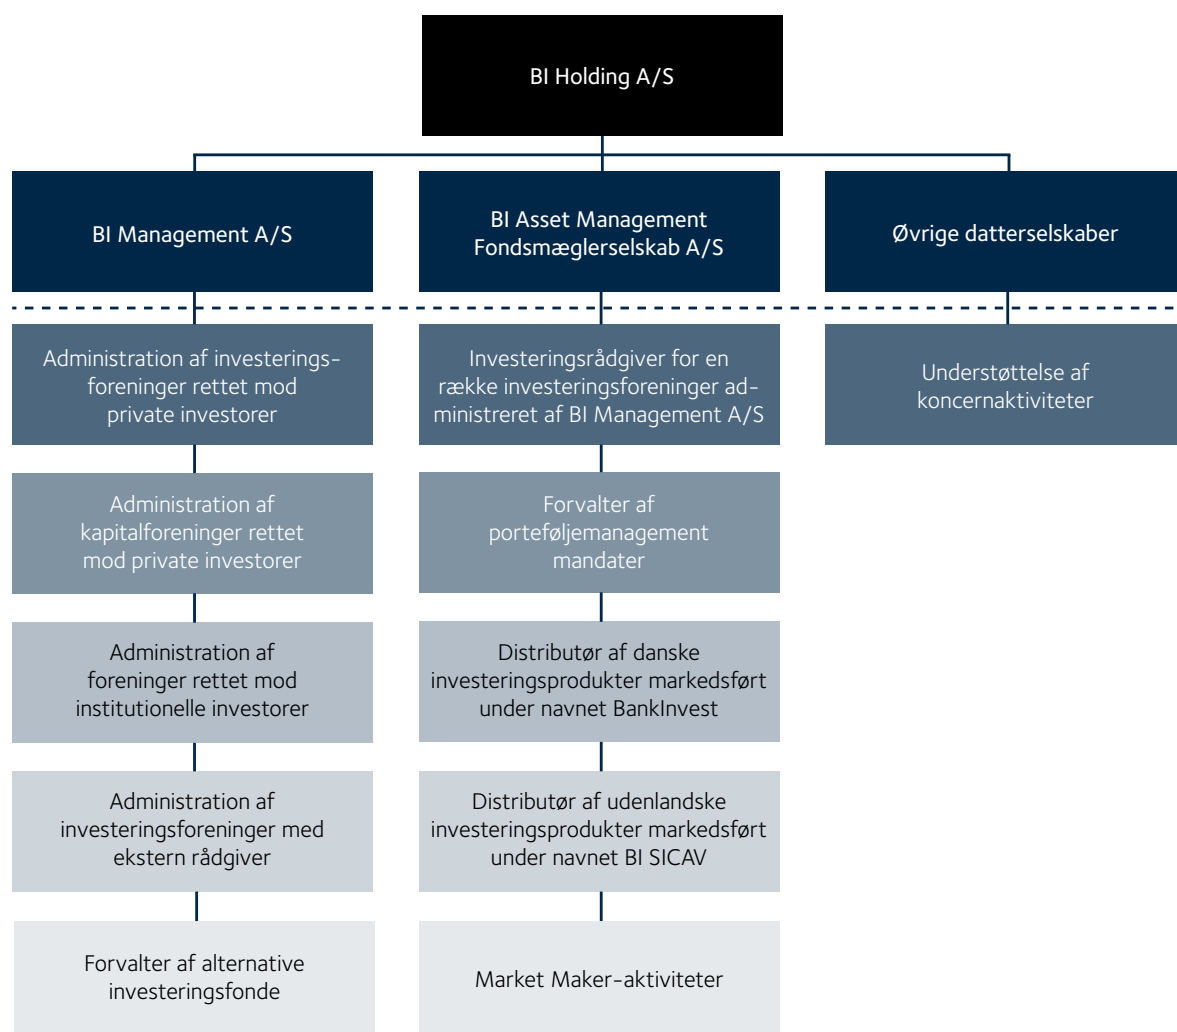 BI Holding A/S
BI Management A/S
BI Asset Management
Fondsmæglerselskab A/S
Øvrige datterselskaber
Administration af investerings-
foreninger rettet mod
private investorer
Investeringsrådgiver for en
række investeringsforeninger ad-
ministreret af BI Management A/S
Understøttelse af
koncernaktiviteter
Administration af
kapitalforeninger rettet
mod private investorer
Forvalter af
porteføljemanagement
mandater
Administration af
foreninger rettet mod
institutionelle investorer
Distributør af danske
investeringsprodukter markedsført
under navnet BankInvest
Administration af
investeringsforeninger med
ekstern rådgiver
Distributør af udenlandske
investeringsprodukter markedsført
under navnet BI SICAV
Forvalter af alternative
investeringsfonde
Market Maker-aktiviteter